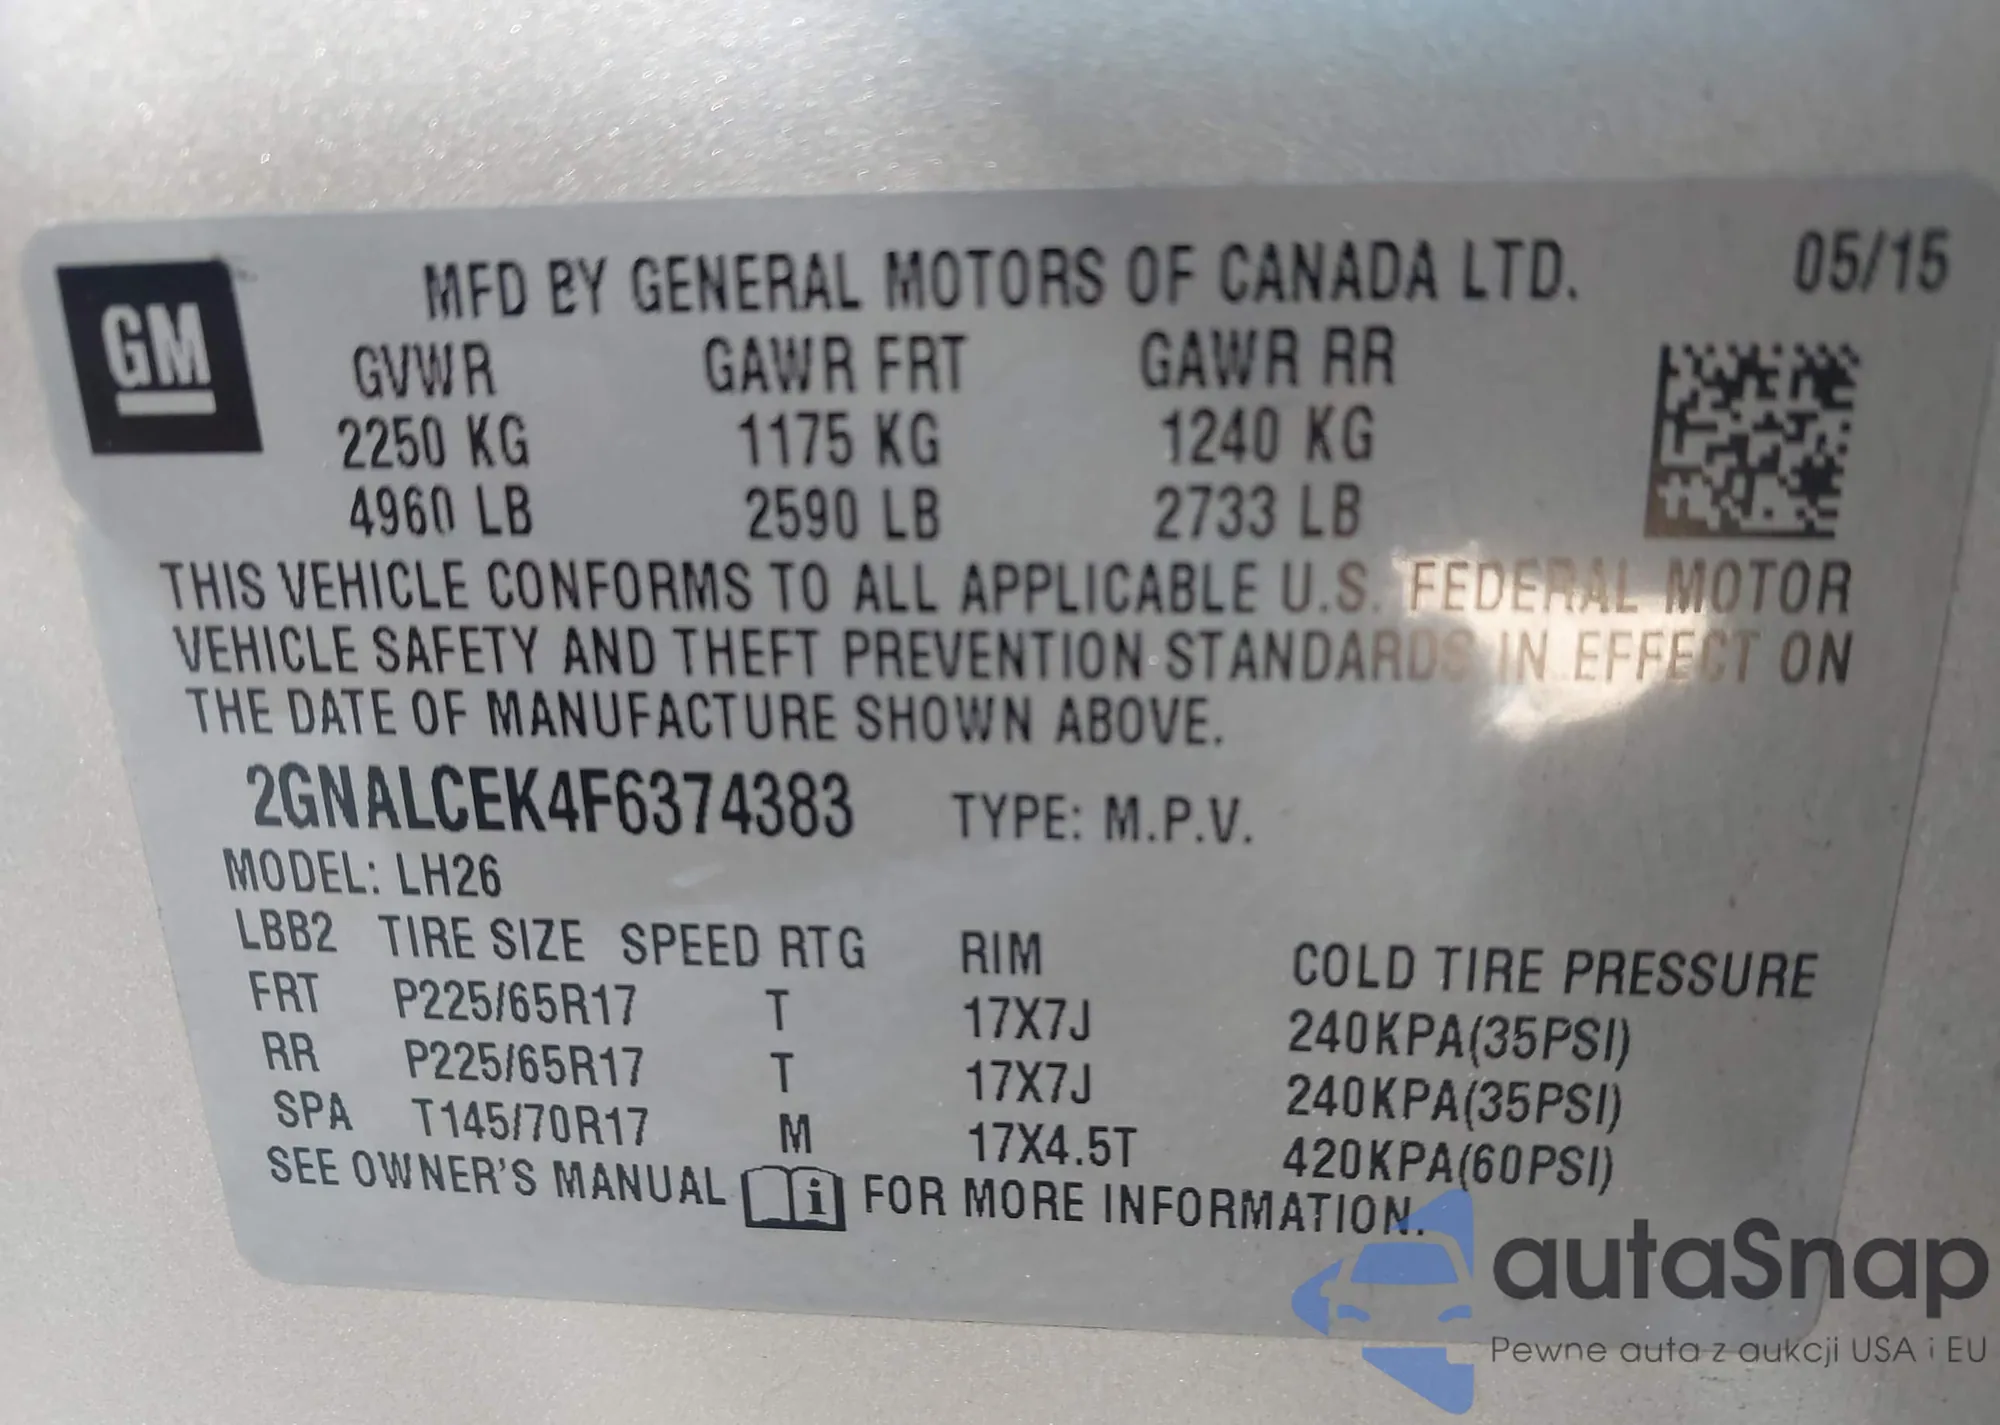 GM
MFD BY GENERAL MOTORS OF CANADA LTD. 05/15
GVWR GAWR FRT GAWR RR
2250 KG 1175 KG 1240 KG
4960 LB 2590 LB 2733 LB
THIS VEHICLE CONFORMS TO ALL APPLICABLE U.S. FEDERAL MOTOR
VEHICLE SAFETY AND THEFT PREVENTION STANDARDS IN EFFECT ON
THE DATE OF MANUFACTURE SHOWN ABOVE.
2GNALCEK4F6374383 TYPE: M.P.V.
MODEL: LH26
LBB2 TIRE SIZE SPEED RTG RIM COLD TIRE PRESSURE
FRT P225/65R17 T 17X7J 240KPA(35PSI)
RR P225/65R17 T 17X7J 240KPA(35PSI)
SPA T145/70R17 M 17X4.5T 420KPA(60PSI)
SEE OWNER'S MANUAL i FOR MORE INFORMATION.
autaSnap
Pewne auta z aukcji USA i EU